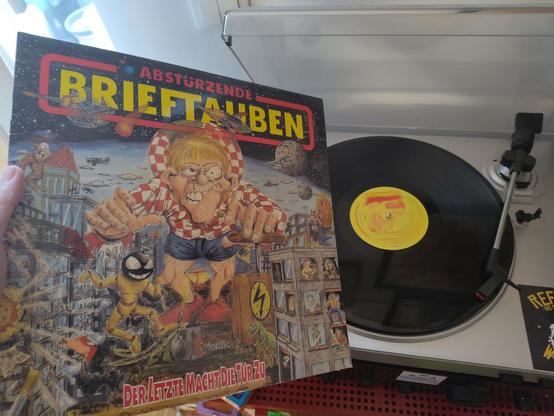 ABSTÜRZENDE
BRIEFTAUBEN
DER LETZTE MACHT DIE TÜR ZU